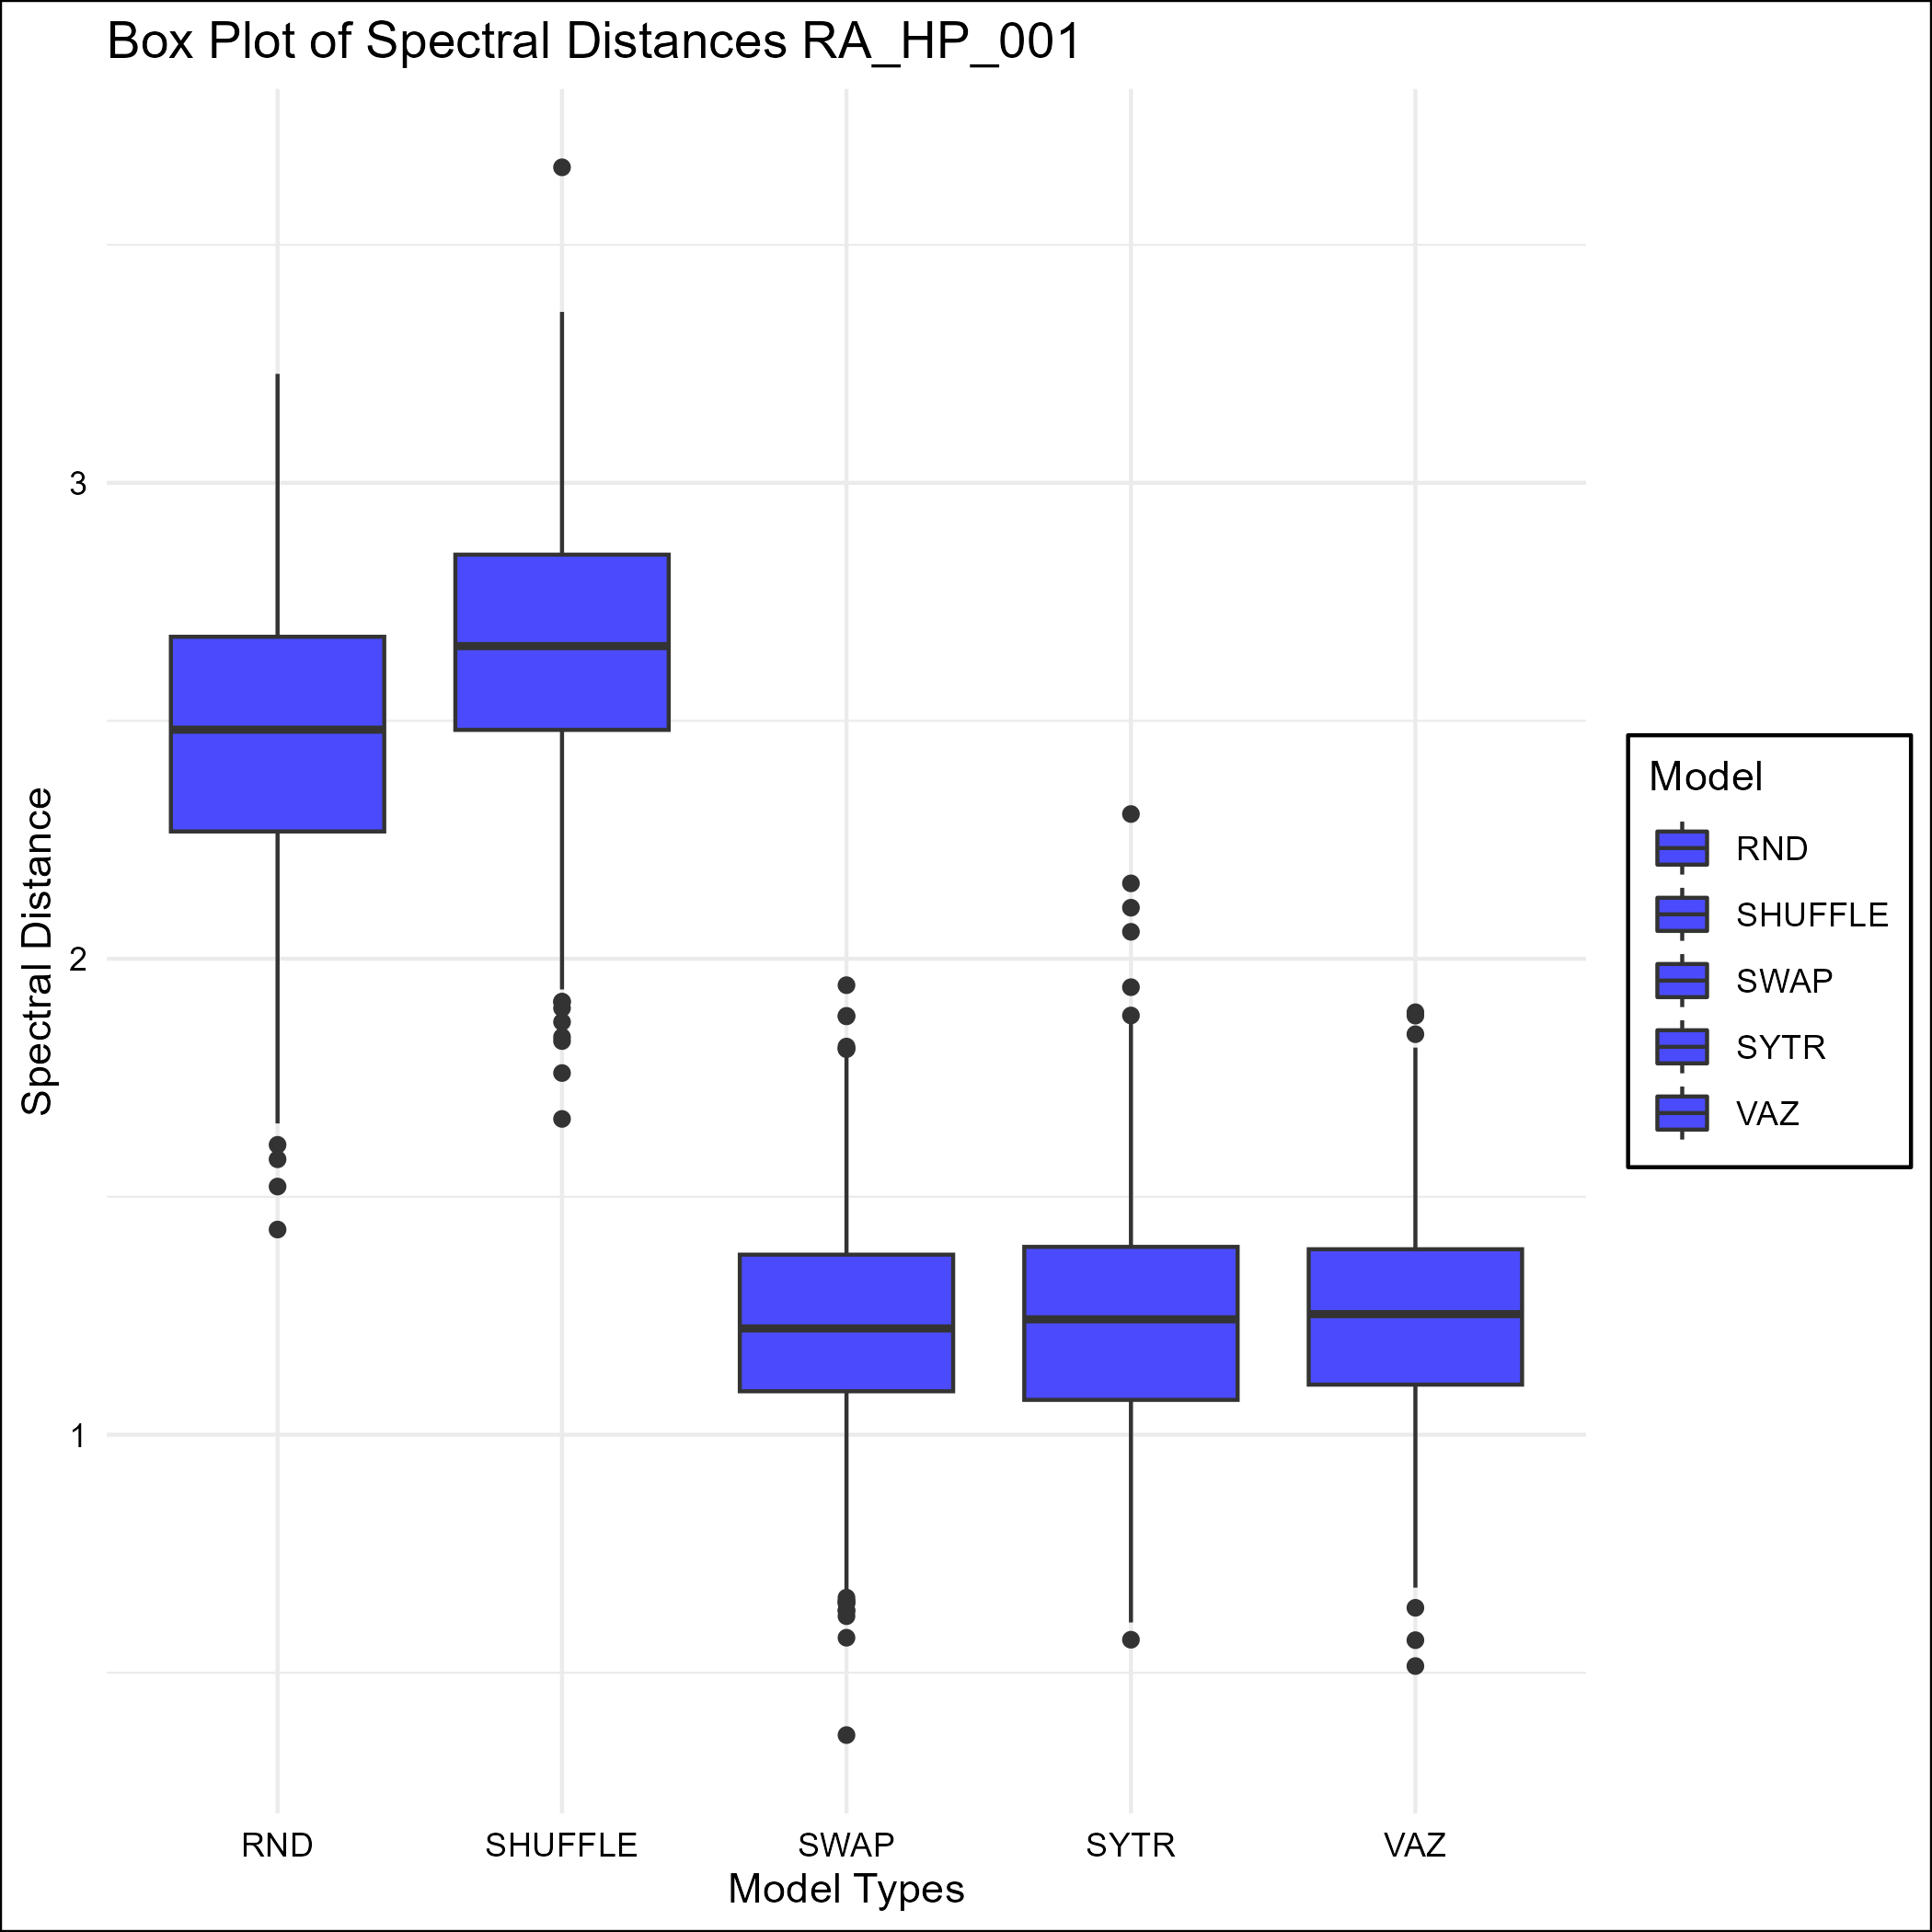 Box Plot of Spectral Distances RA_HP_001
3
2
1
Spectral Distance
RND
SHUFFLE
SWAP
SYTR
VAZ
Model Types
Model
RND
SHUFFLE
SWAP
SYTR
VAZ